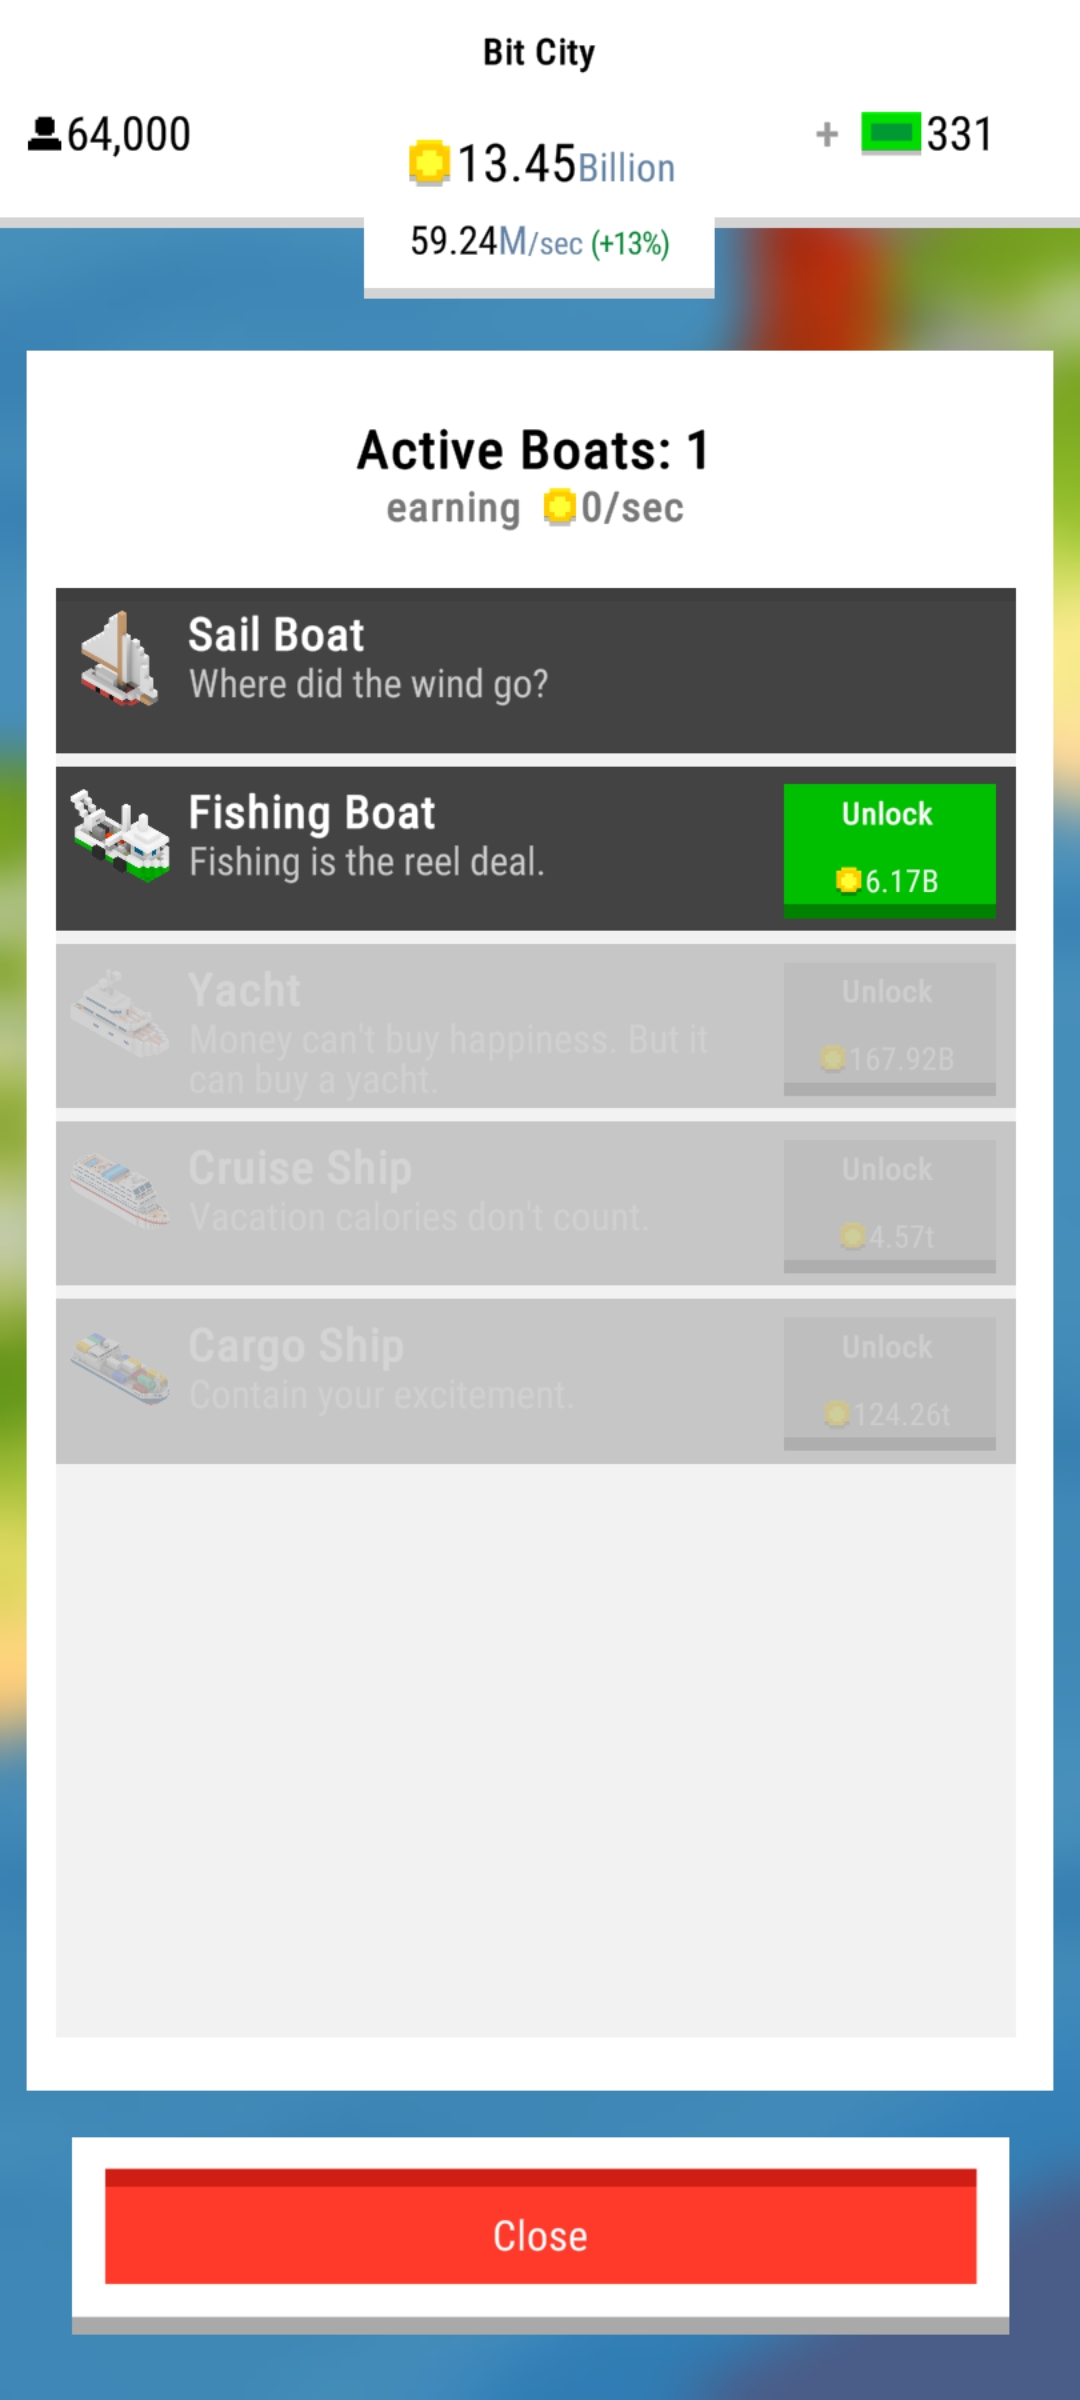 Bit City
64,000
13.45Billion
+ 331
59.24M/sec (+13%)
Active Boats: 1
earning 0/sec
Sail Boat
Where did the wind go?
Fishing Boat
Fishing is the reel deal.
Unlock
6.17B
Yacht
Money can't buy happiness. But it
can buy a yacht.
Unlock
167.92B
Cruise Ship
Vacation calories don't count.
Unlock
4.57t
Cargo Ship
Contain your excitement.
Unlock
124.26t
Close